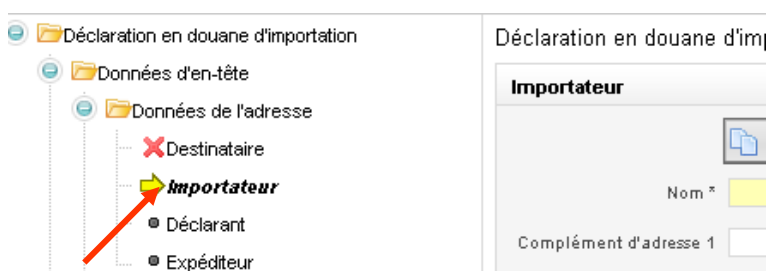 Déclaration en douane d'importation
Données d'en-tête
Données de l'adresse
Destinataire
Importateur
Déclarant
Expéditeur
Déclaration en douane d'im
Importateur
Nom *
Complément d'adresse 1